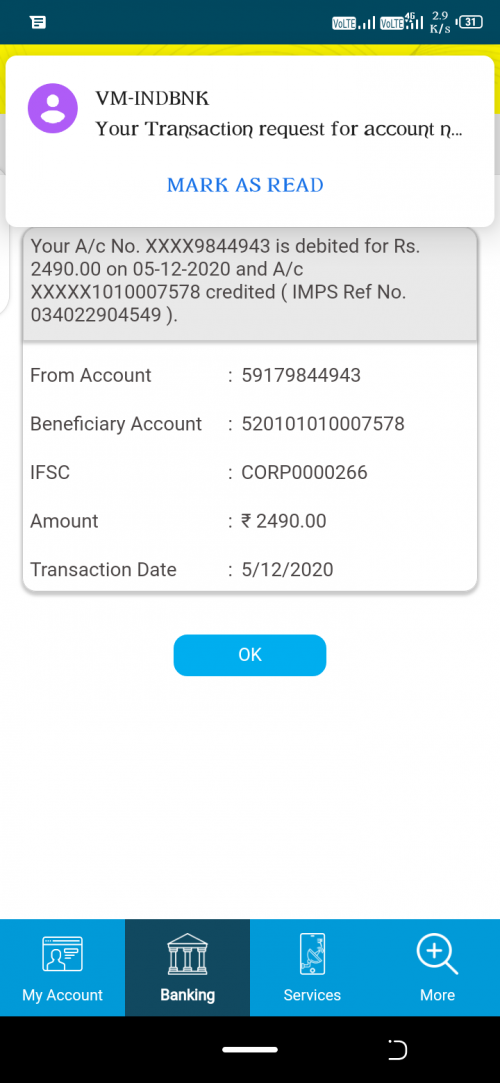 VoLTE VoLTE 4G 2.9 K/s 31
VM-INDBNK
Your Transaction request for account n...
MARK AS READ
Your A/c No. XXXX9844943 is debited for Rs.
2490.00 on 05-12-2020 and A/c
XXXXX1010007578 credited ( IMPS Ref No.
034022904549 ).
From Account : 59179844943
Beneficiary Account : 520101010007578
IFSC : CORP0000266
Amount : ₹ 2490.00
Transaction Date : 5/12/2020
OK
My Account Banking Services More